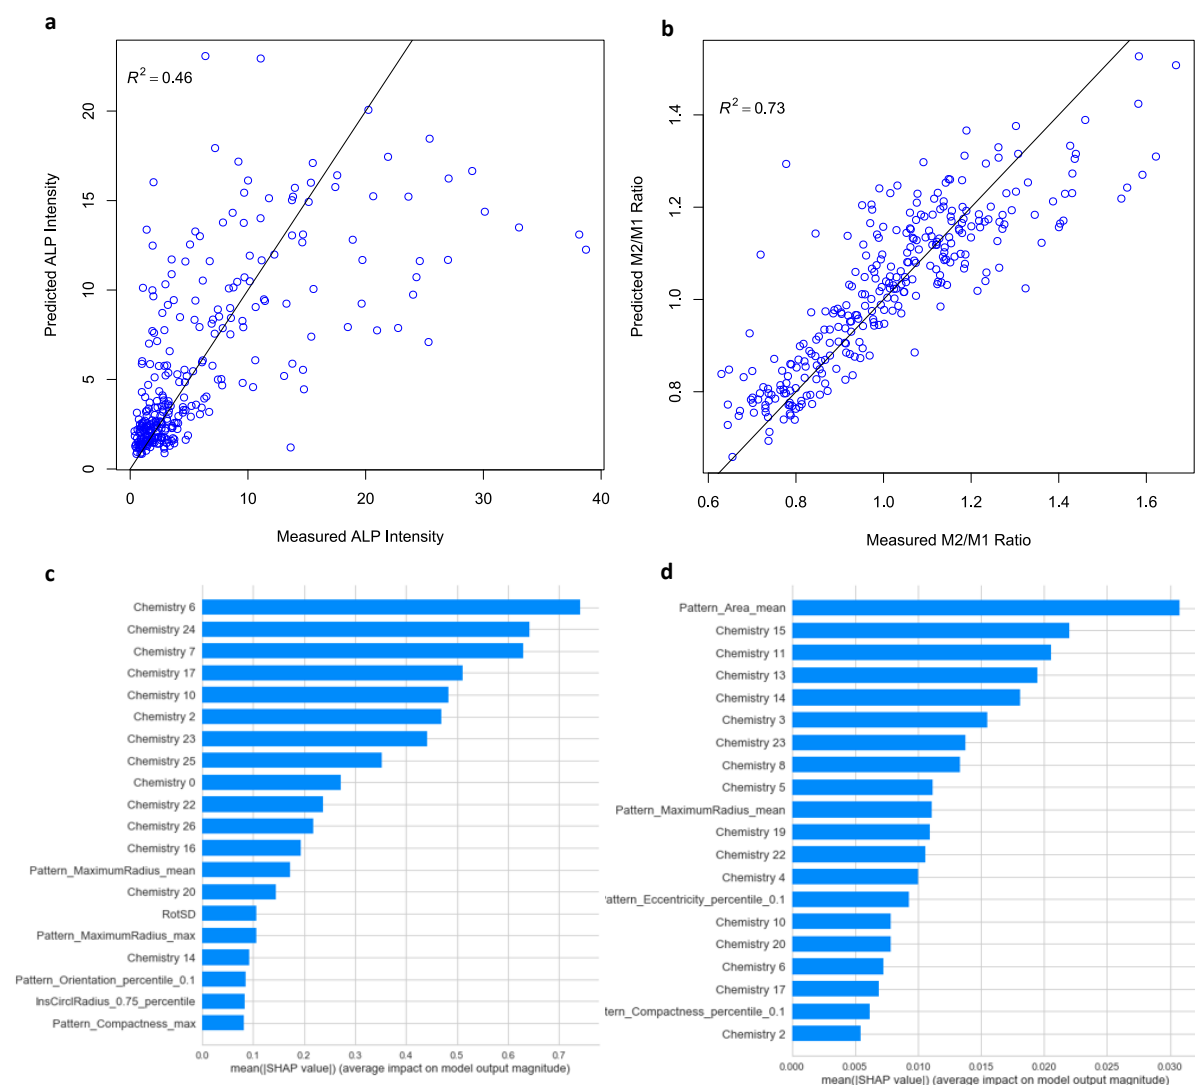 a
R² = 0.46
Predicted ALP Intensity
20
15
10
5
0
0 10 20 30 40
Measured ALP Intensity
b
R² = 0.73
Predicted M2/M1 Ratio
1.4
1.2
1.0
0.8
0.6 0.8 1.0 1.2 1.4 1.6
Measured M2/M1 Ratio
c
Chemistry 6
Chemistry 24
Chemistry 7
Chemistry 17
Chemistry 10
Chemistry 2
Chemistry 23
Chemistry 25
Chemistry 0
Chemistry 22
Chemistry 26
Chemistry 16
Pattern_MaximumRadius_mean
Chemistry 20
RotSD
Pattern_MaximumRadius_max
Chemistry 14
Pattern_Orientation_percentile_0.1
InsCirclRadius_0.75_percentile
Pattern_Compactness_max
0.0 0.1 0.2 0.3 0.4 0.5 0.6 0.7
mean(|SHAP value|) (average impact on model output magnitude)
d
Pattern_Area_mean
Chemistry 15
Chemistry 11
Chemistry 13
Chemistry 14
Chemistry 3
Chemistry 23
Chemistry 8
Chemistry 5
Pattern_MaximumRadius_mean
Chemistry 19
Chemistry 22
Chemistry 4
attern_Eccentricity_percentile_0.1
Chemistry 10
Chemistry 20
Chemistry 6
Chemistry 17
tern_Compactness_percentile_0.1
Chemistry 2
0.000 0.005 0.010 0.015 0.020 0.025 0.030
mean(|SHAP value|) (average impact on model output magnitude)